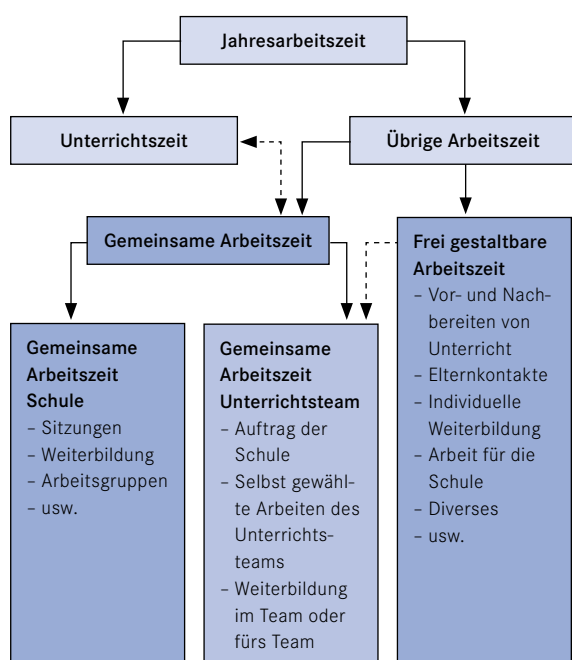 Jahresarbeitszeit
Unterrichtszeit
Übrige Arbeitszeit
Gemeinsame Arbeitszeit
Frei gestaltbare
Arbeitszeit
– Vor- und Nach-
bereiten von
Unterricht
– Elternkontakte
– Individuelle
Weiterbildung
– Arbeit für die
Schule
– Diverses
– usw.
Gemeinsame
Arbeitszeit
Schule
– Sitzungen
– Weiterbildung
– Arbeitsgruppen
– usw.
Gemeinsame
Arbeitszeit
Unterrichtsteam
– Auftrag der
Schule
– Selbst gewähl-
te Arbeiten des
Unterrichts-
teams
– Weiterbildung
im Team oder
fürs Team